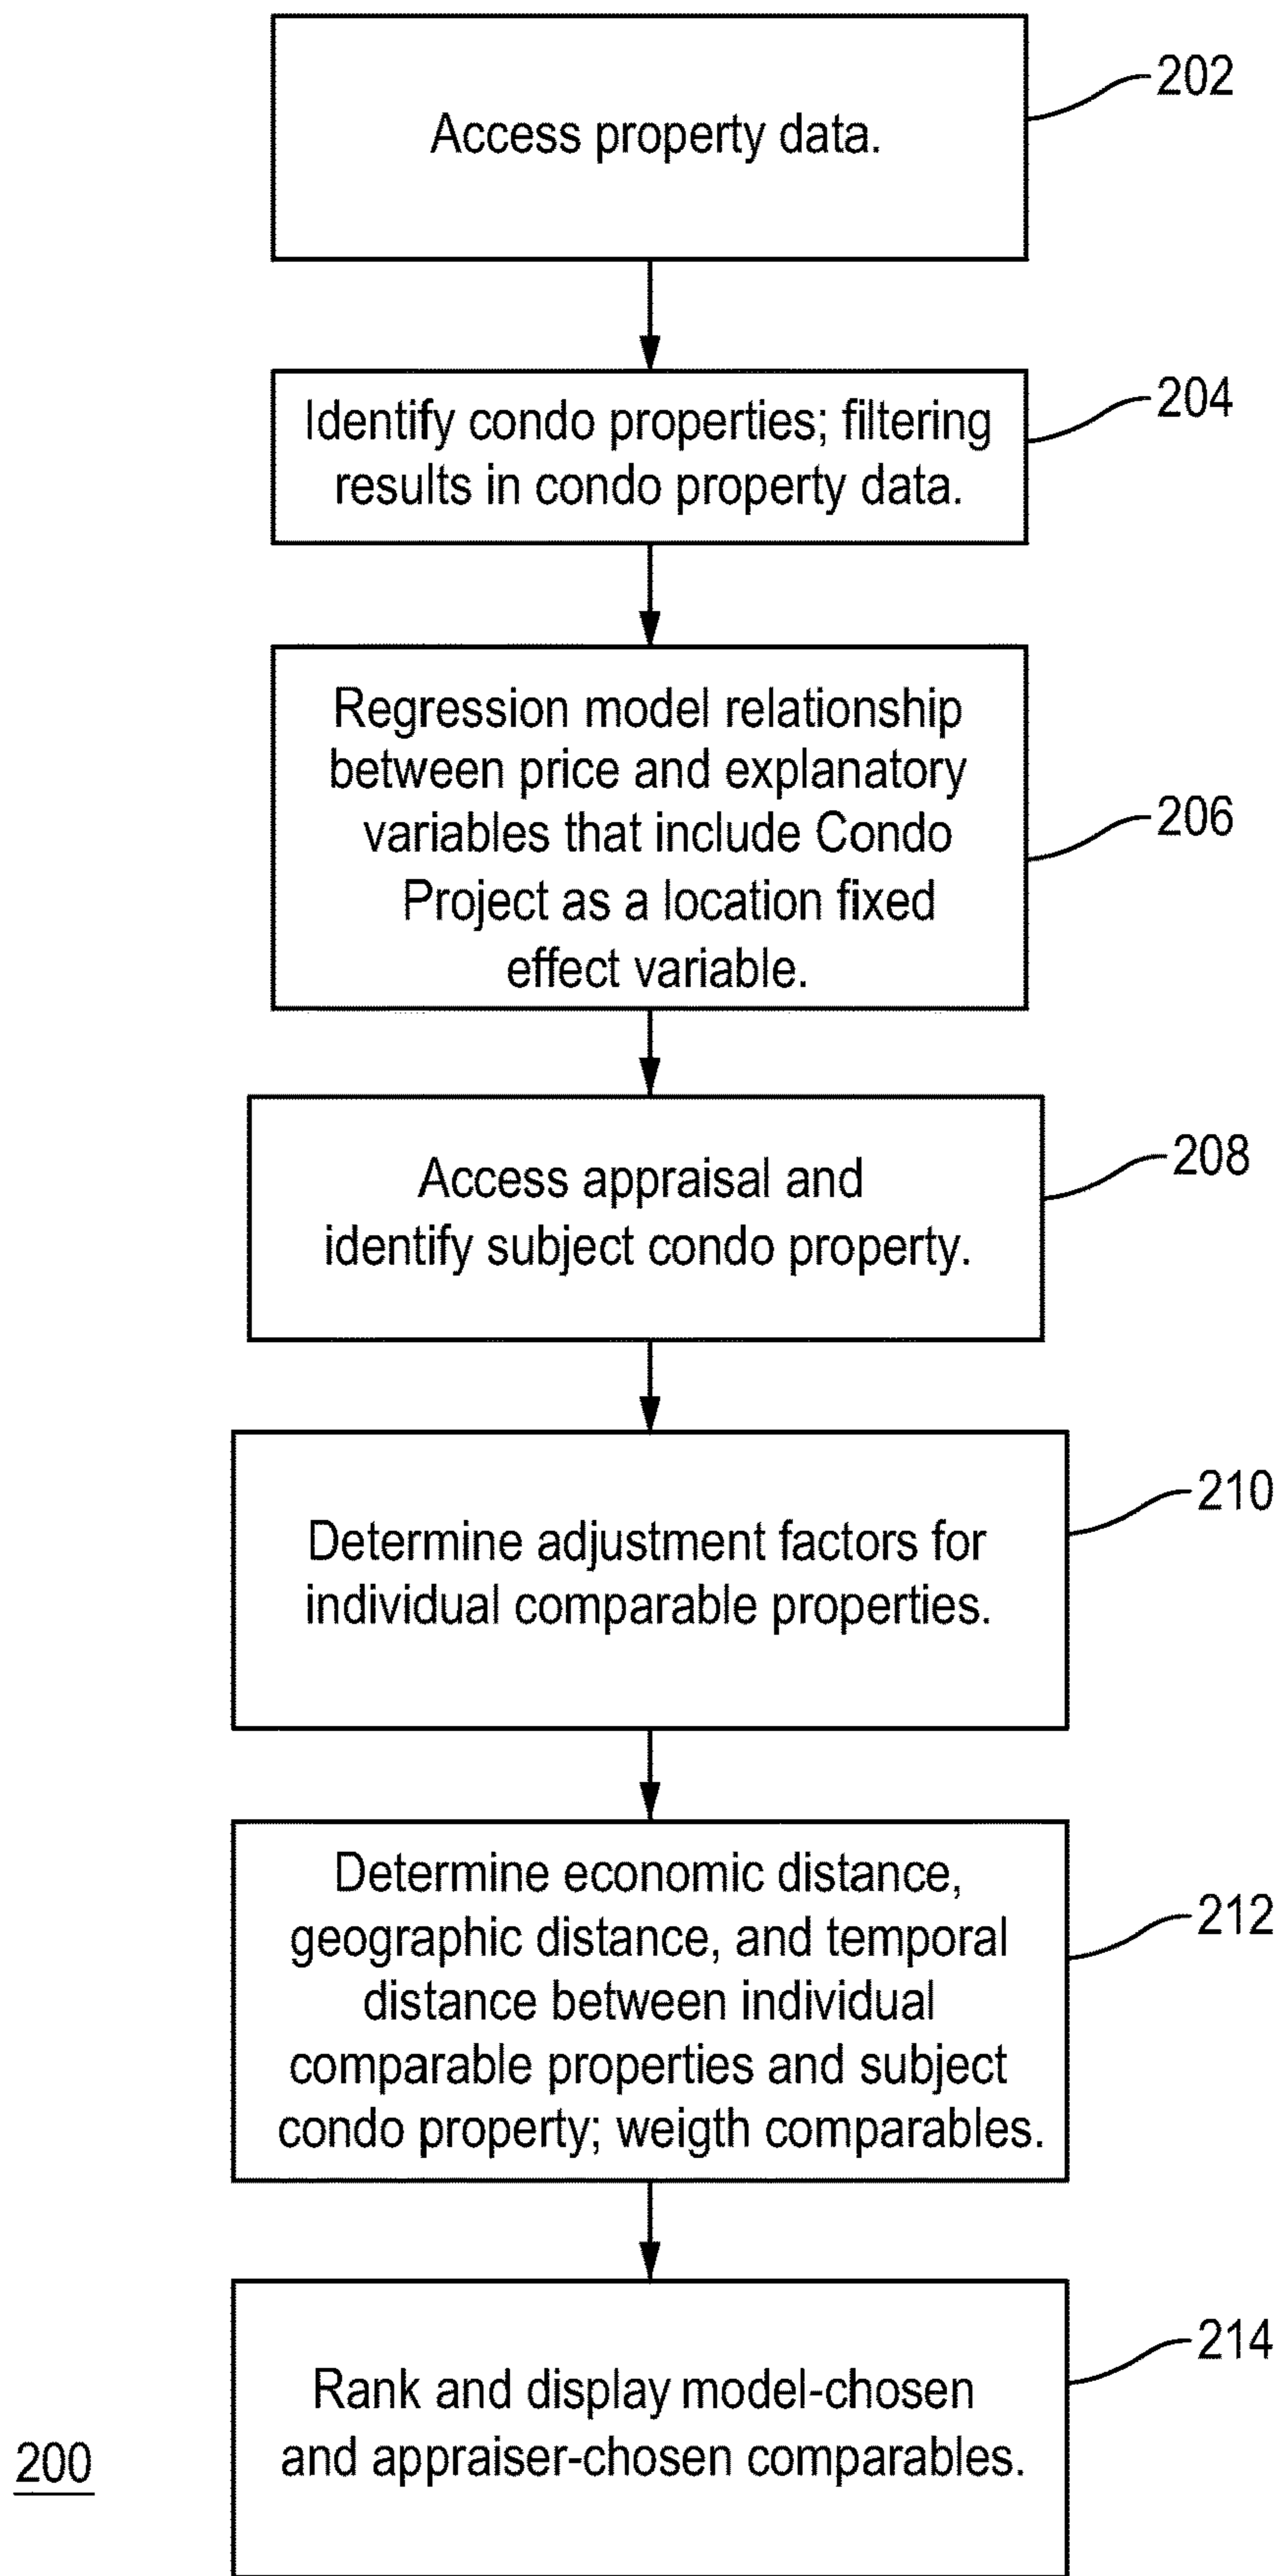 Access property data.
202
Identify condo properties; filtering
results in condo property data.
204
Regression model relationship
between price and explanatory
variables that include Condo
Project as a location fixed
effect variable.
206
Access appraisal and
identify subject condo property.
208
Determine adjustment factors for
individual comparable properties.
210
Determine economic distance,
geographic distance, and temporal
distance between individual
comparable properties and subject
condo property; weigth comparables.
212
Rank and display model-chosen
and appraiser-chosen comparables.
214
200